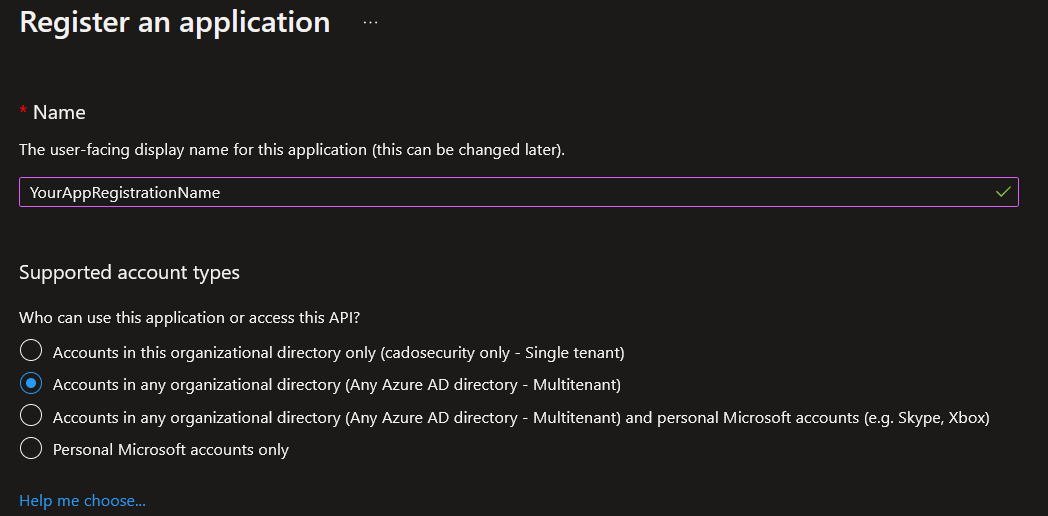 Register an application ...
* Name
The user-facing display name for this application (this can be changed later).
YourAppRegistrationName
Supported account types
Who can use this application or access this API?
Accounts in this organizational directory only (cadosecurity only - Single tenant)
Accounts in any organizational directory (Any Azure AD directory - Multitenant)
Accounts in any organizational directory (Any Azure AD directory - Multitenant) and personal Microsoft accounts (e.g. Skype, Xbox)
Personal Microsoft accounts only
Help me choose...